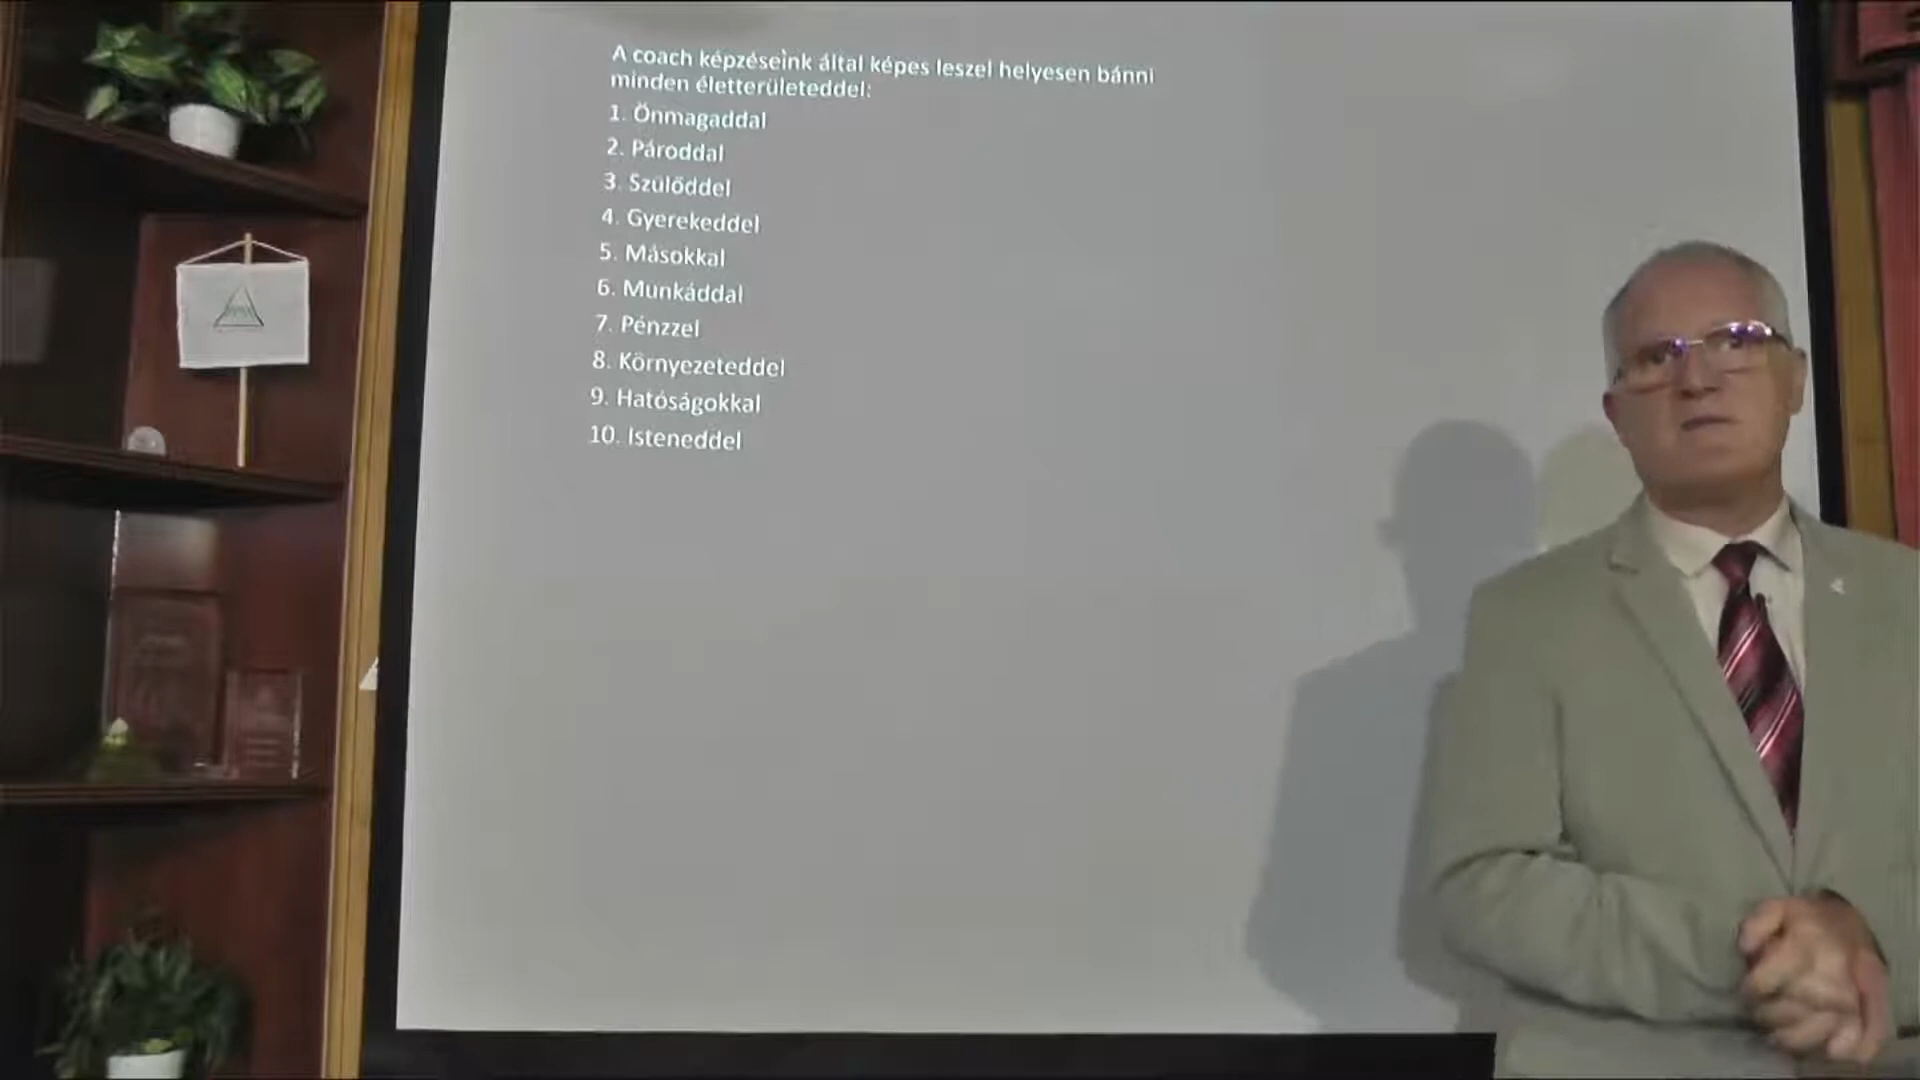 A coach képzéseink által képes leszel helyesen bánni
minden életterületeddel:
1. Önmagaddal
2. Pároddal
3. Szülőddel
4. Gyerekeddel
5. Másokkal
6. Munkáddal
7. Pénzzel
8. Környezeteddel
9. Hatóságokkal
10. Isteneddel